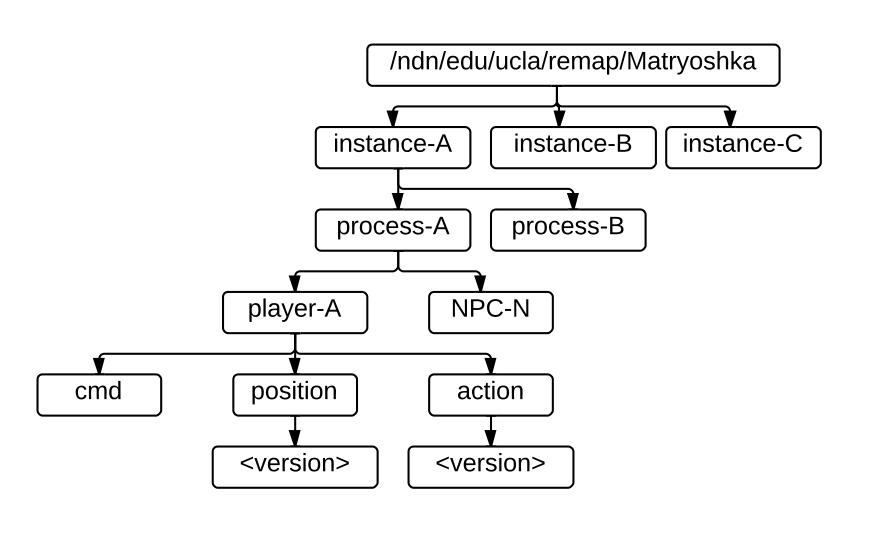 /ndn/edu/ucla/remap/Matryoshka
instance-A
instance-B
instance-C
process-A
process-B
player-A
NPC-N
cmd
position
action
<version>
<version>